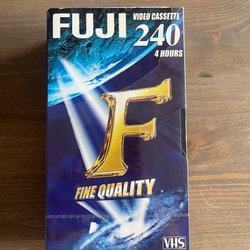 FUJI VIDEO CASSETTE
240
4 HOURS
F
FINE QUALITY
VHS